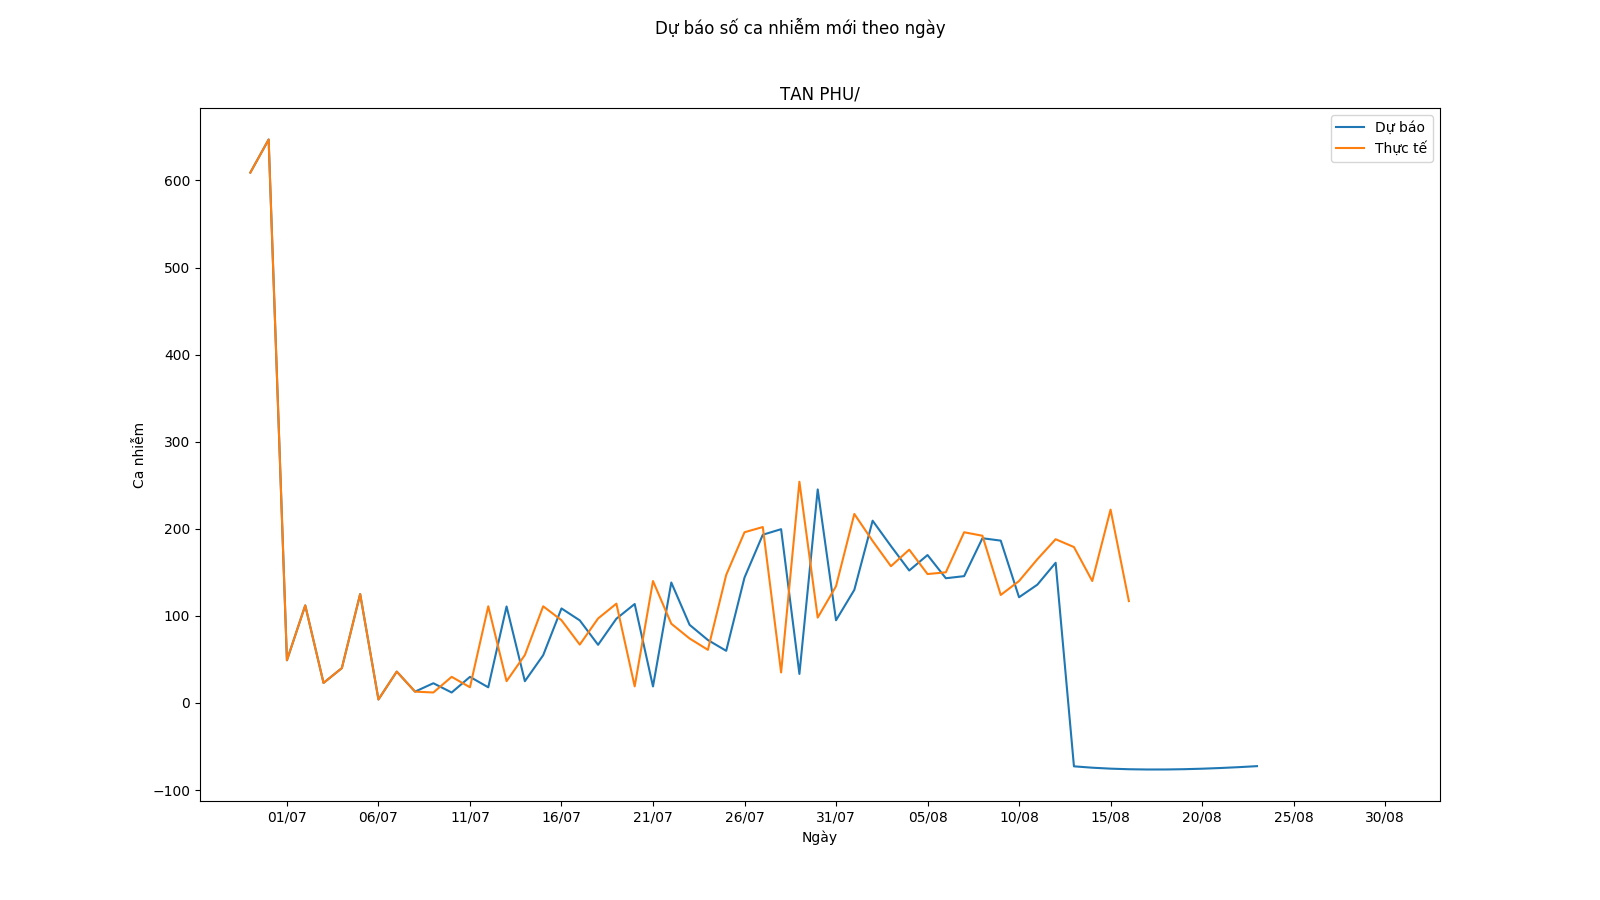 Dự báo số ca nhiễm mới theo ngày
TAN PHU/
Dự báo
Thực tế
600
500
400
300
200
100
0
−100
Ca nhiễm
01/07 06/07 11/07 16/07 21/07 26/07 31/07 05/08 10/08 15/08 20/08 25/08 30/08
Ngày